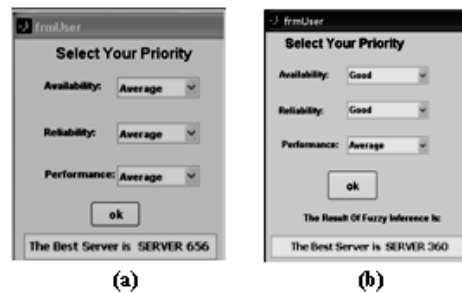 frmUser
Select Your Priority
Availability: Average
Reliability: Average
Performance: Average
ok
The Best Server is SERVER 656
(a)
frmUser
Select Your Priority
Availability: Good
Reliability: Good
Performance: Average
ok
The Result Of Fuzzy Inference Is:
The Best Server is SERVER 360
(b)